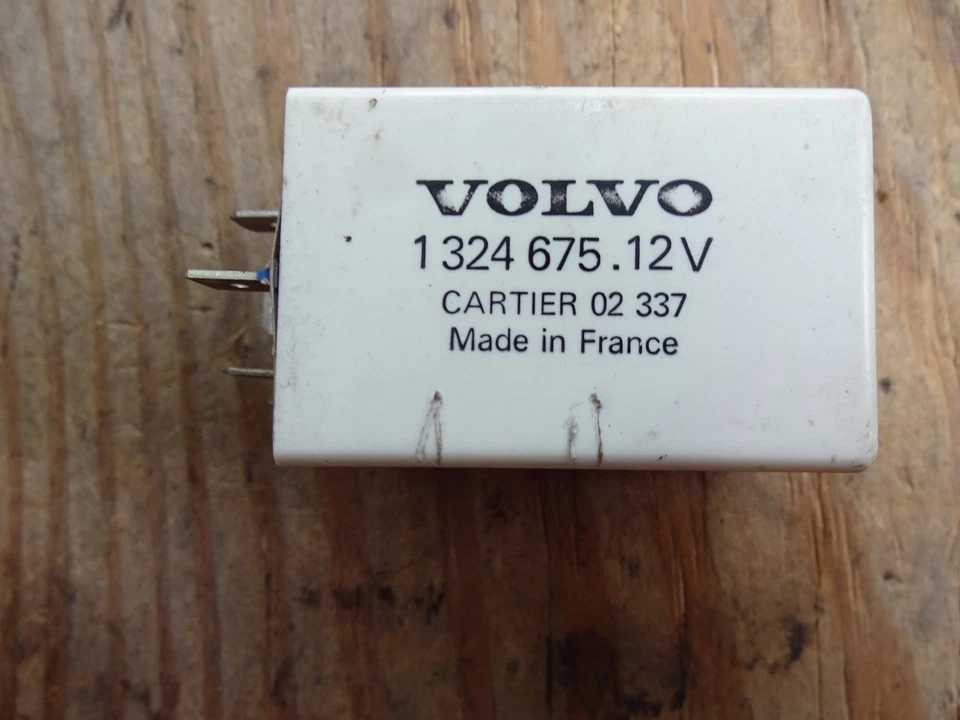 VOLVO
1 324 675.12V
CARTIER 02 337
Made in France